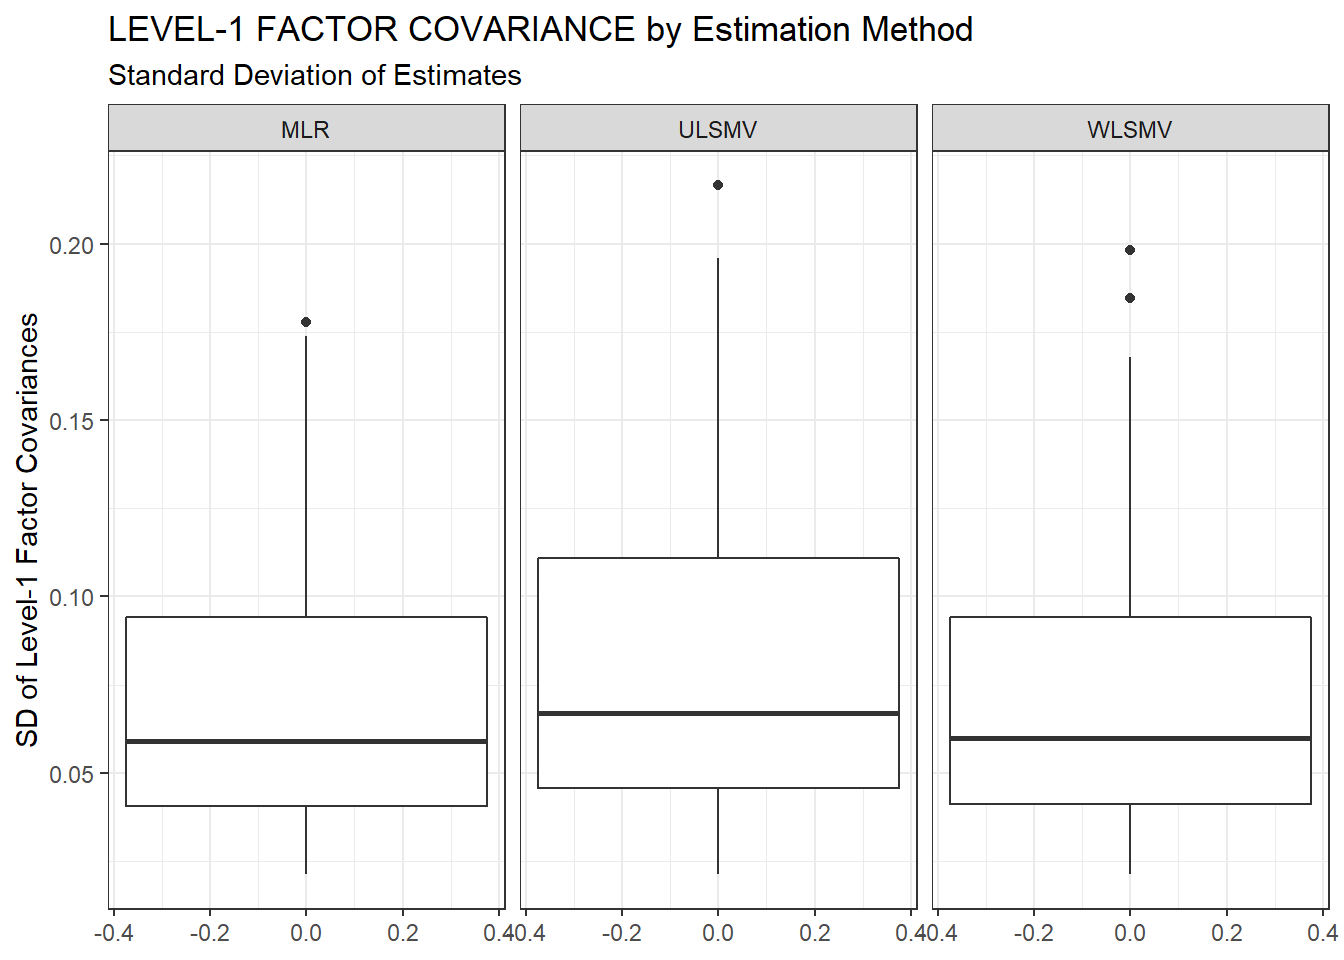 LEVEL-1 FACTOR COVARIANCE by Estimation Method
Standard Deviation of Estimates
MLR ULSMV WLSMV
SD of Level-1 Factor Covariances
0.20
0.15
0.10
0.05
-0.4 -0.2 0.0 0.2 0.4 -0.4 -0.2 0.0 0.2 0.4 -0.4 -0.2 0.0 0.2 0.4